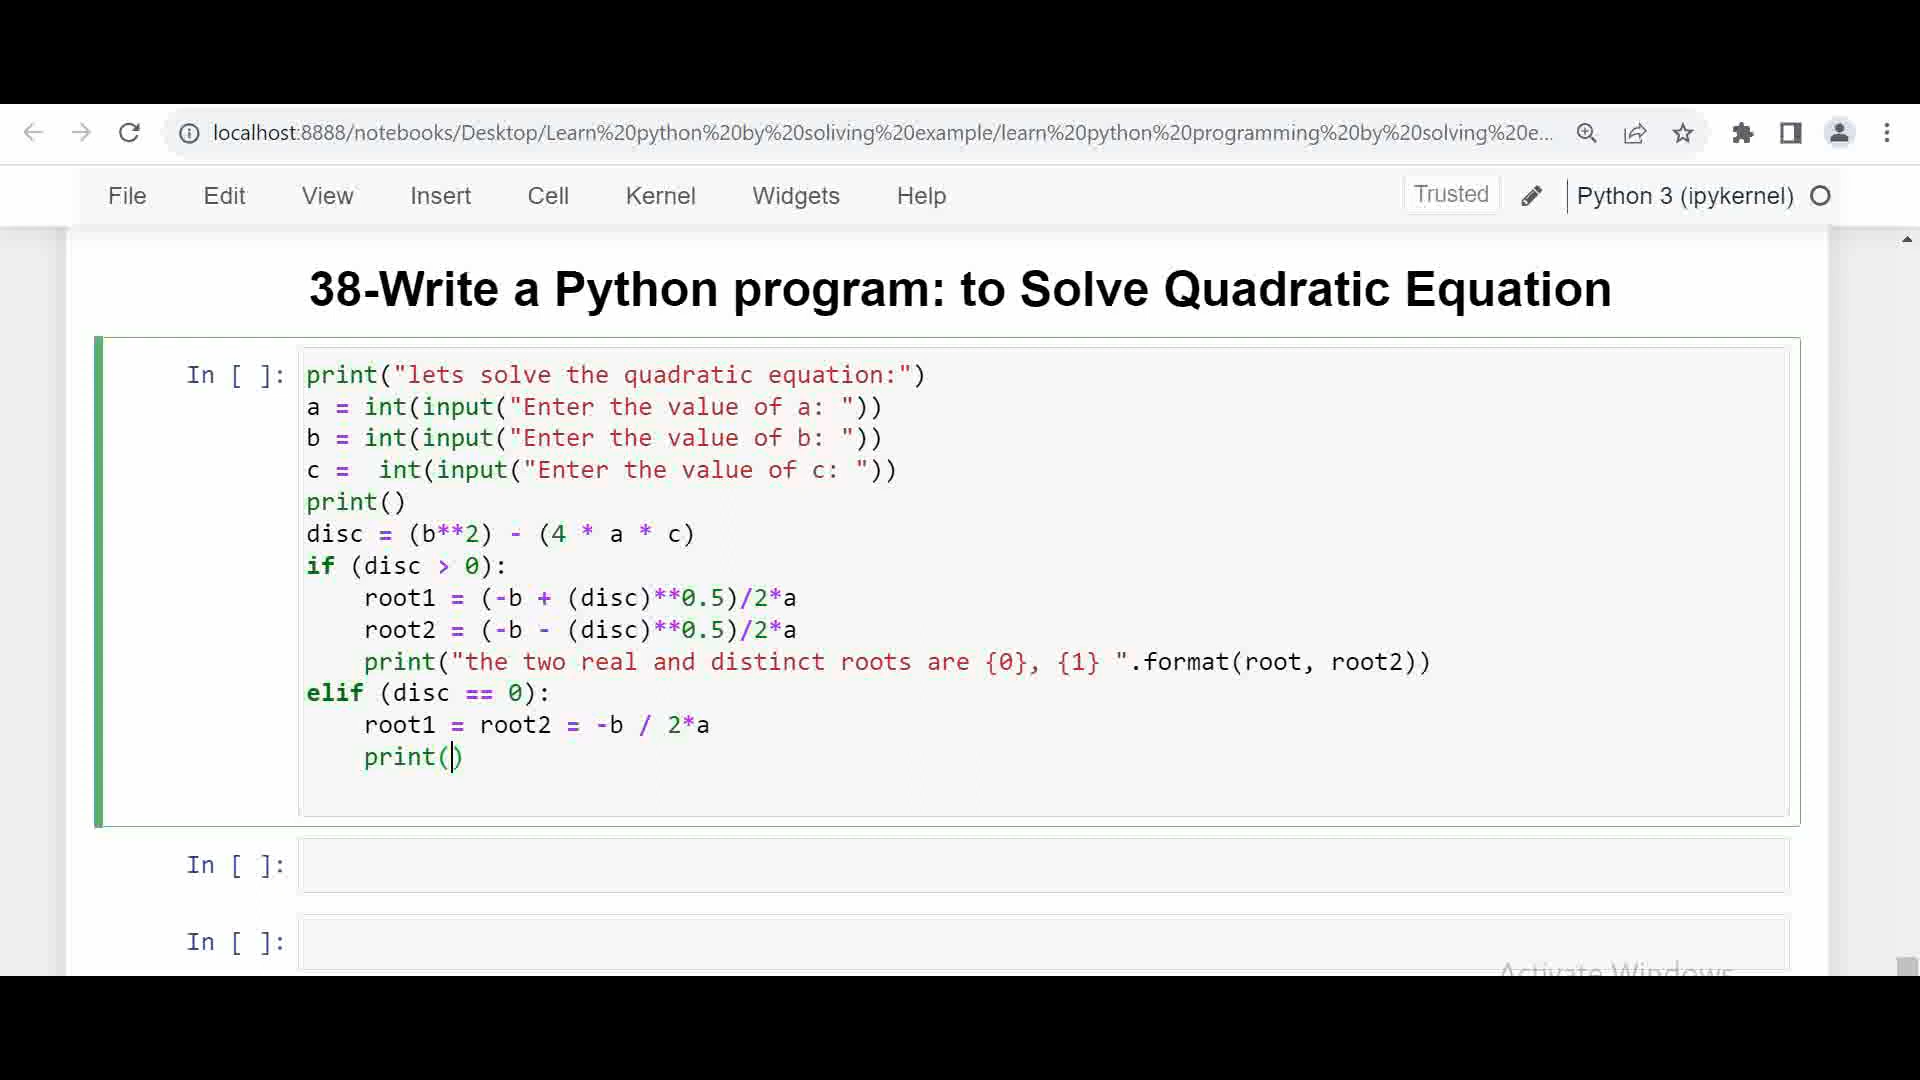 localhost:8888/notebooks/Desktop/Learn%20python%20by%20soliving%20example/learn%20python%20programming%20by%20solving%20e...
File Edit View Insert Cell Kernel Widgets Help Trusted Python 3 (ipykernel)
38-Write a Python program: to Solve Quadratic Equation
In [ ]: print("lets solve the quadratic equation:")
a = int(input("Enter the value of a: "))
b = int(input("Enter the value of b: "))
c =  int(input("Enter the value of c: "))
print()
disc = (b**2) - (4 * a * c)
if (disc > 0):
    root1 = (-b + (disc)**0.5)/2*a
    root2 = (-b - (disc)**0.5)/2*a
    print("the two real and distinct roots are {0}, {1} ".format(root, root2))
elif (disc == 0):
    root1 = root2 = -b / 2*a
    print()
In [ ]:
In [ ]:
Activate Windows